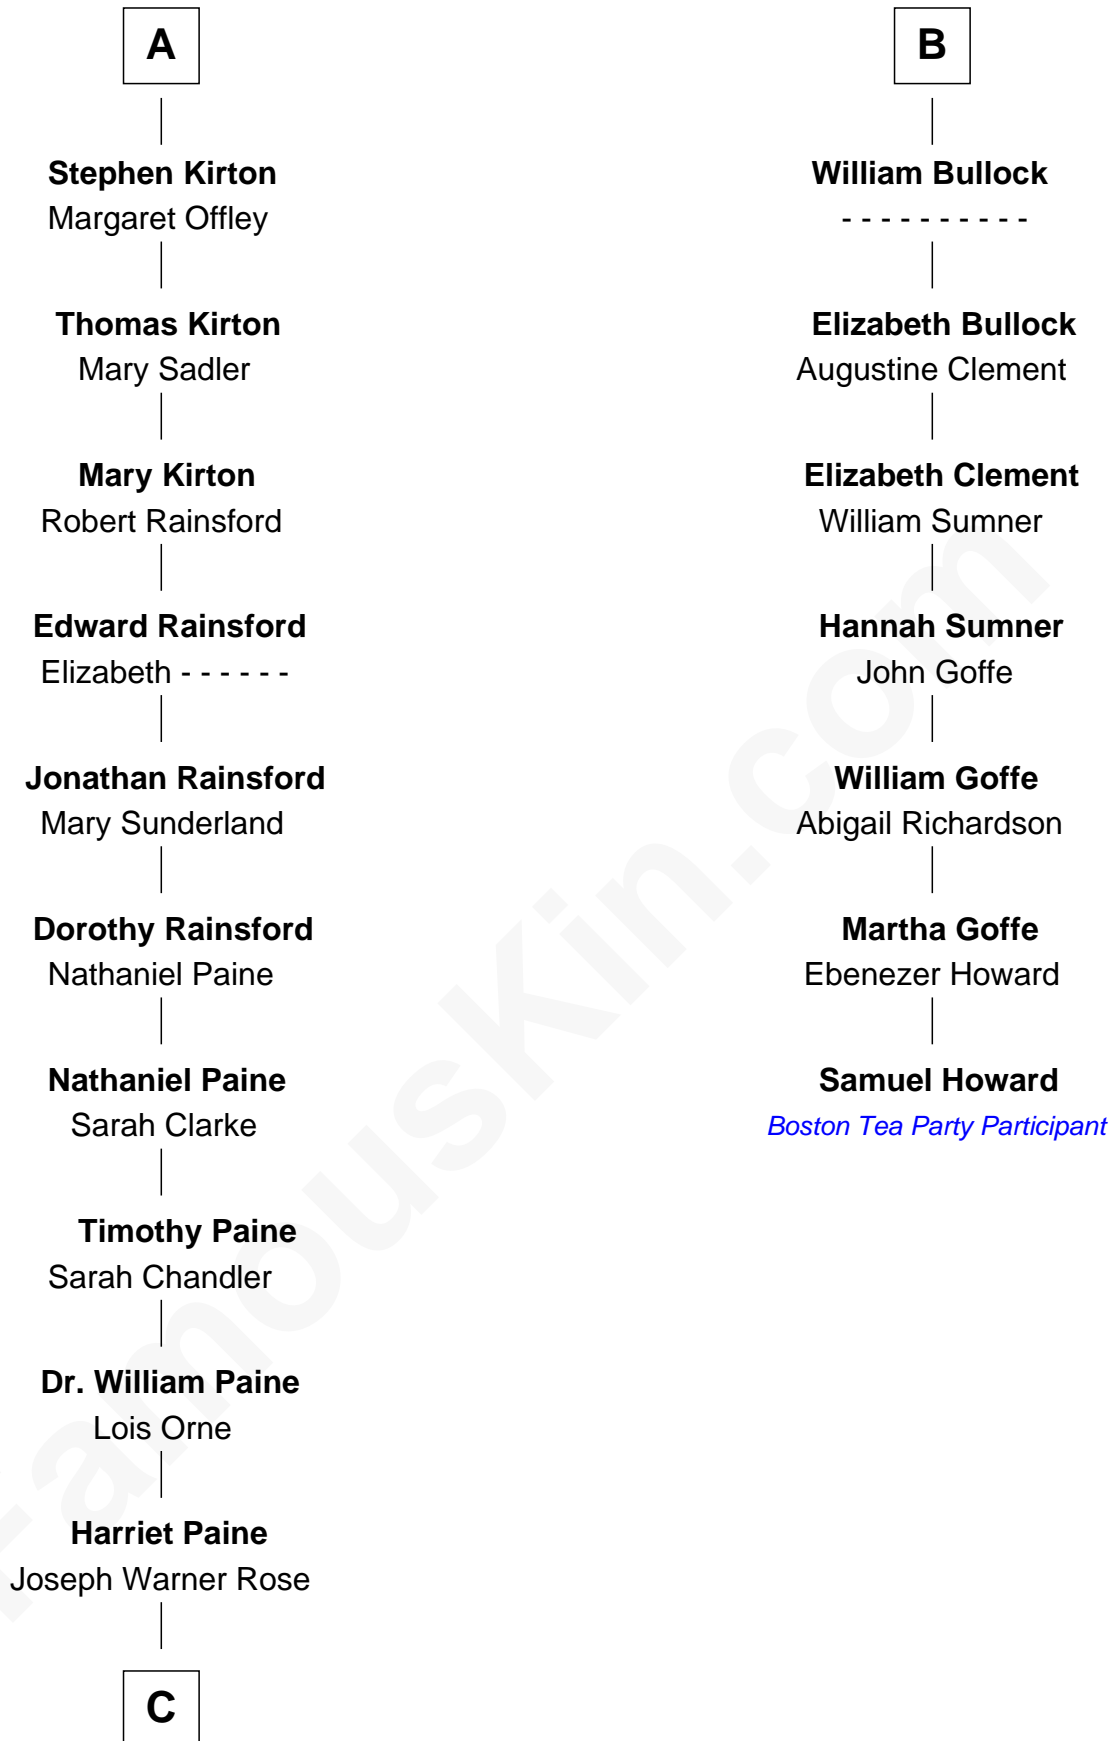 A
Stephen Kirton
Margaret Offley
Thomas Kirton
Mary Sadler
Mary Kirton
Robert Rainsford
Edward Rainsford
Elizabeth - - - - - -
Jonathan Rainsford
Mary Sunderland
Dorothy Rainsford
Nathaniel Paine
Nathaniel Paine
Sarah Clarke
Timothy Paine
Sarah Chandler
Dr. William Paine
Lois Orne
Harriet Paine
Joseph Warner Rose
C
B
William Bullock
- - - - - - - - - -
Elizabeth Bullock
Augustine Clement
Elizabeth Clement
William Sumner
Hannah Sumner
John Goffe
William Goffe
Abigail Richardson
Martha Goffe
Ebenezer Howard
Samuel Howard
Boston Tea Party Participant
FamousKin.com